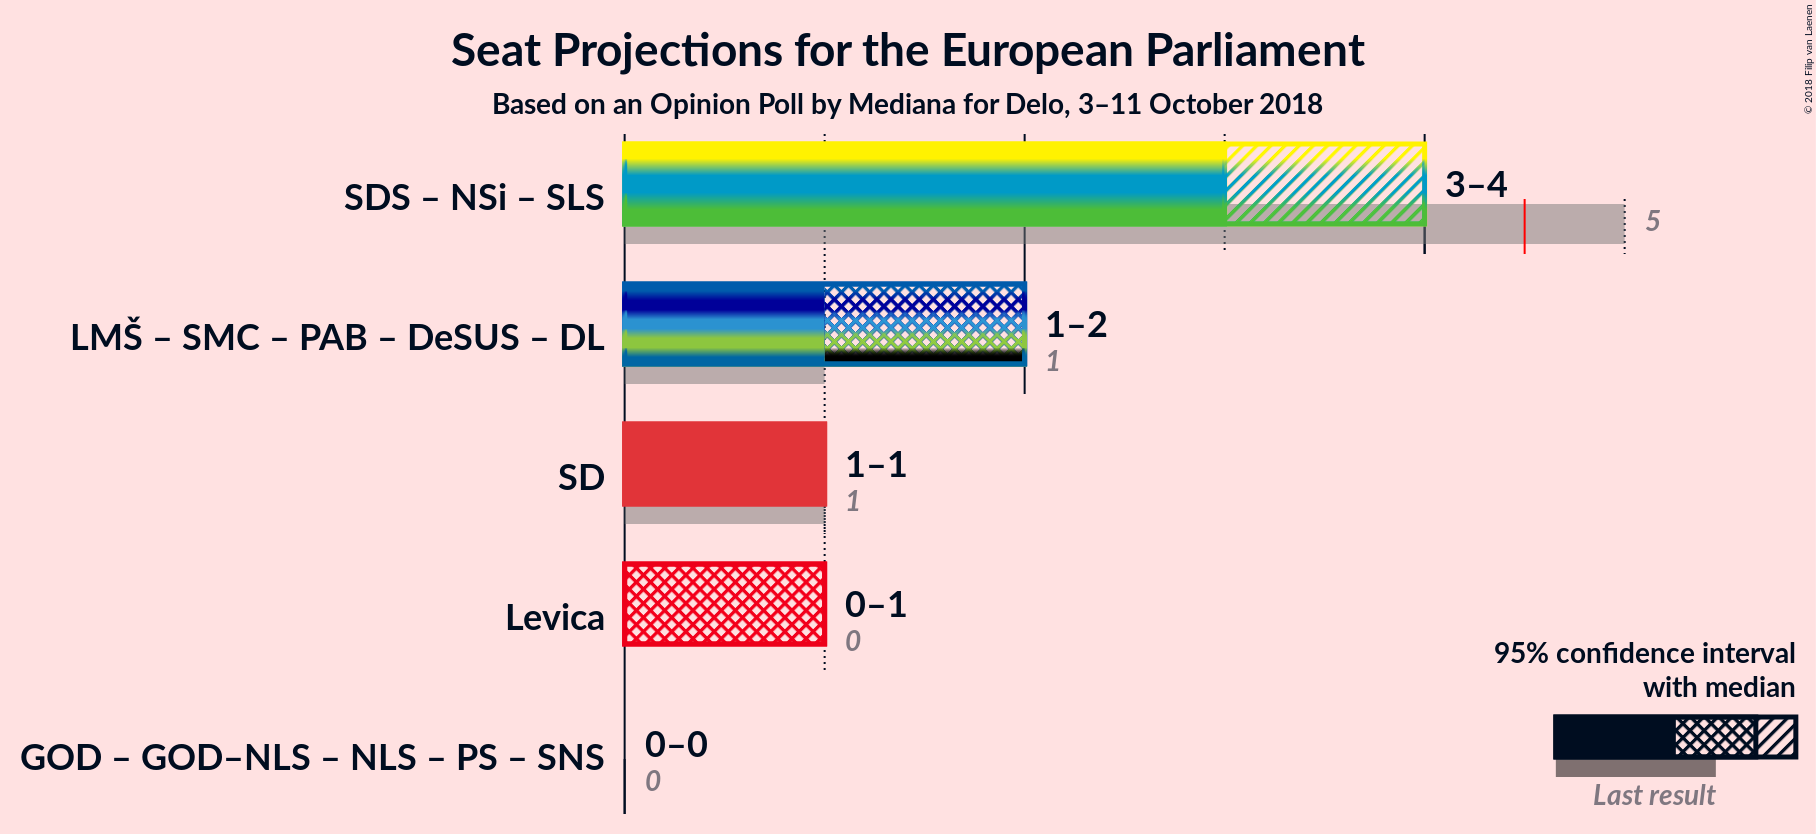 Seat Projections for the European Parliament
Based on an Opinion Poll by Mediana for Delo, 3–11 October 2018
© 2018 Filip van Laenen
SDS – NSi – SLS
3–4
5
LMŠ – SMC – PAB – DeSUS – DL
1–2
1
SD
1–1
1
Levica
0–1
0
GOD – GOD–NLS – NLS – PS – SNS
0–0
0
95% confidence interval
with median
Last result